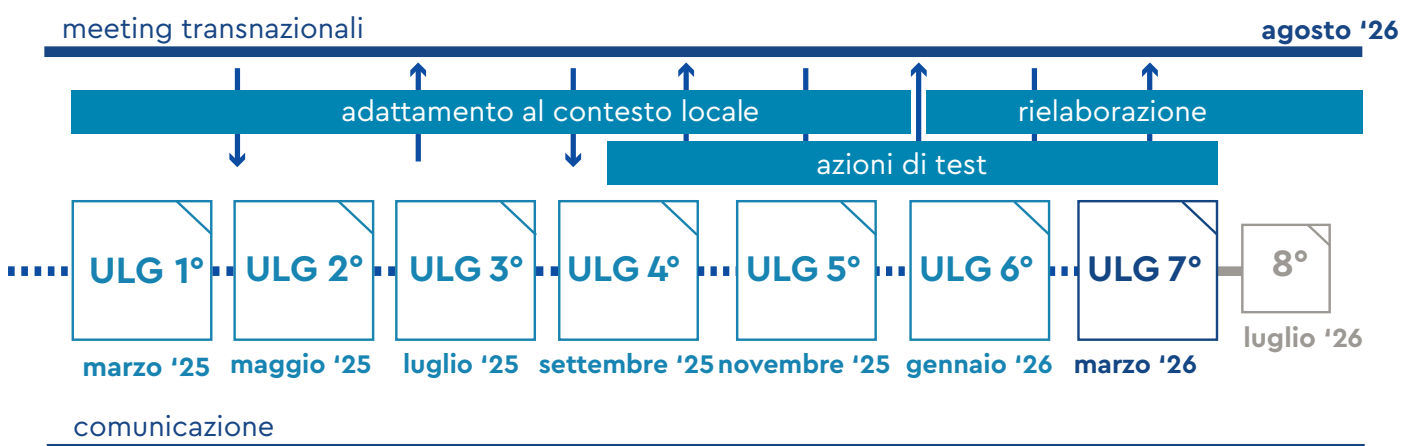 meeting transnazionali
agosto ‘26
adattamento al contesto locale
rielaborazione
azioni di test
ULG 1°
ULG 2°
ULG 3°
ULG 4°
ULG 5°
ULG 6°
ULG 7°
8°
marzo ‘25
maggio ‘25
luglio ‘25
settembre ‘25
novembre ‘25
gennaio ‘26
marzo ‘26
luglio ‘26
comunicazione